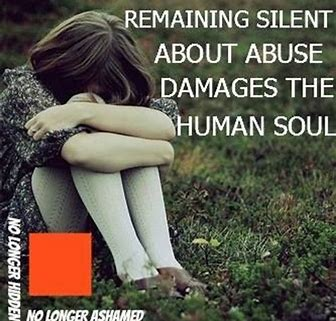 REMAINING SILENT
ABOUT ABUSE
DAMAGES THE
HUMAN SOUL
NO LONGER HIDDEN
NO LONGER ASHAMED